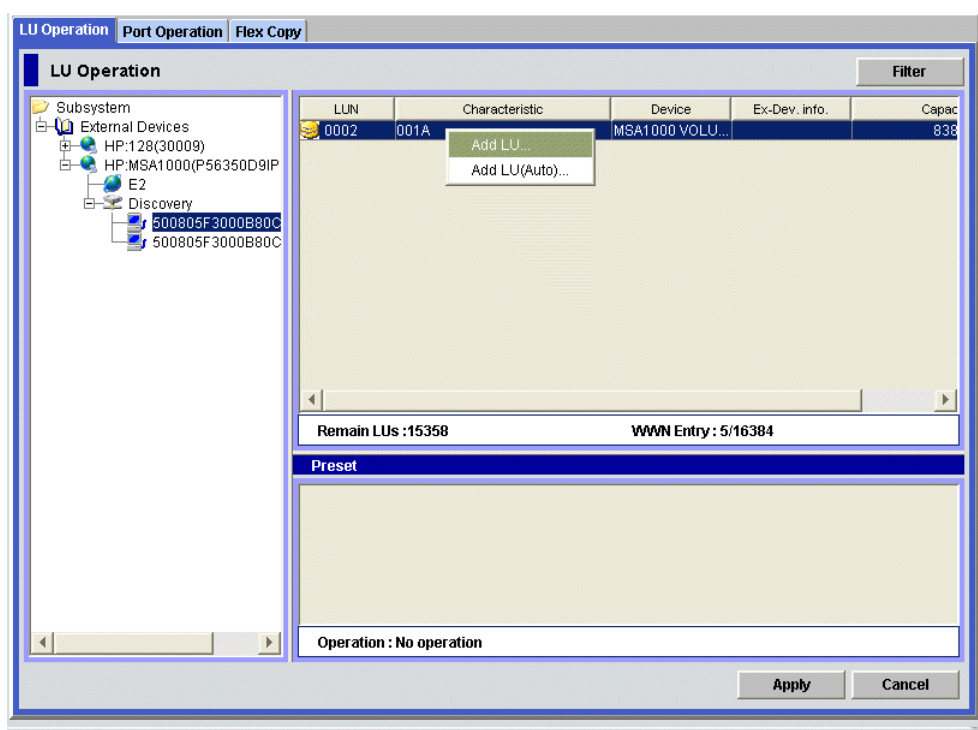 LU Operation Port Operation Flex Copy
LU Operation
Filter
Subsystem
External Devices
HP:128(30009)
HP:MSA1000(P56350D9IP
E2
Discovery
500805F3000B80C
500805F3000B80C
LUN Characteristic Device Ex-Dev. info. Capac
0002 001A MSA1000 VOLU... 838
Add LU...
Add LU(Auto)...
Remain LUs :15358 WWN Entry : 5/16384
Preset
Operation : No operation
Apply Cancel